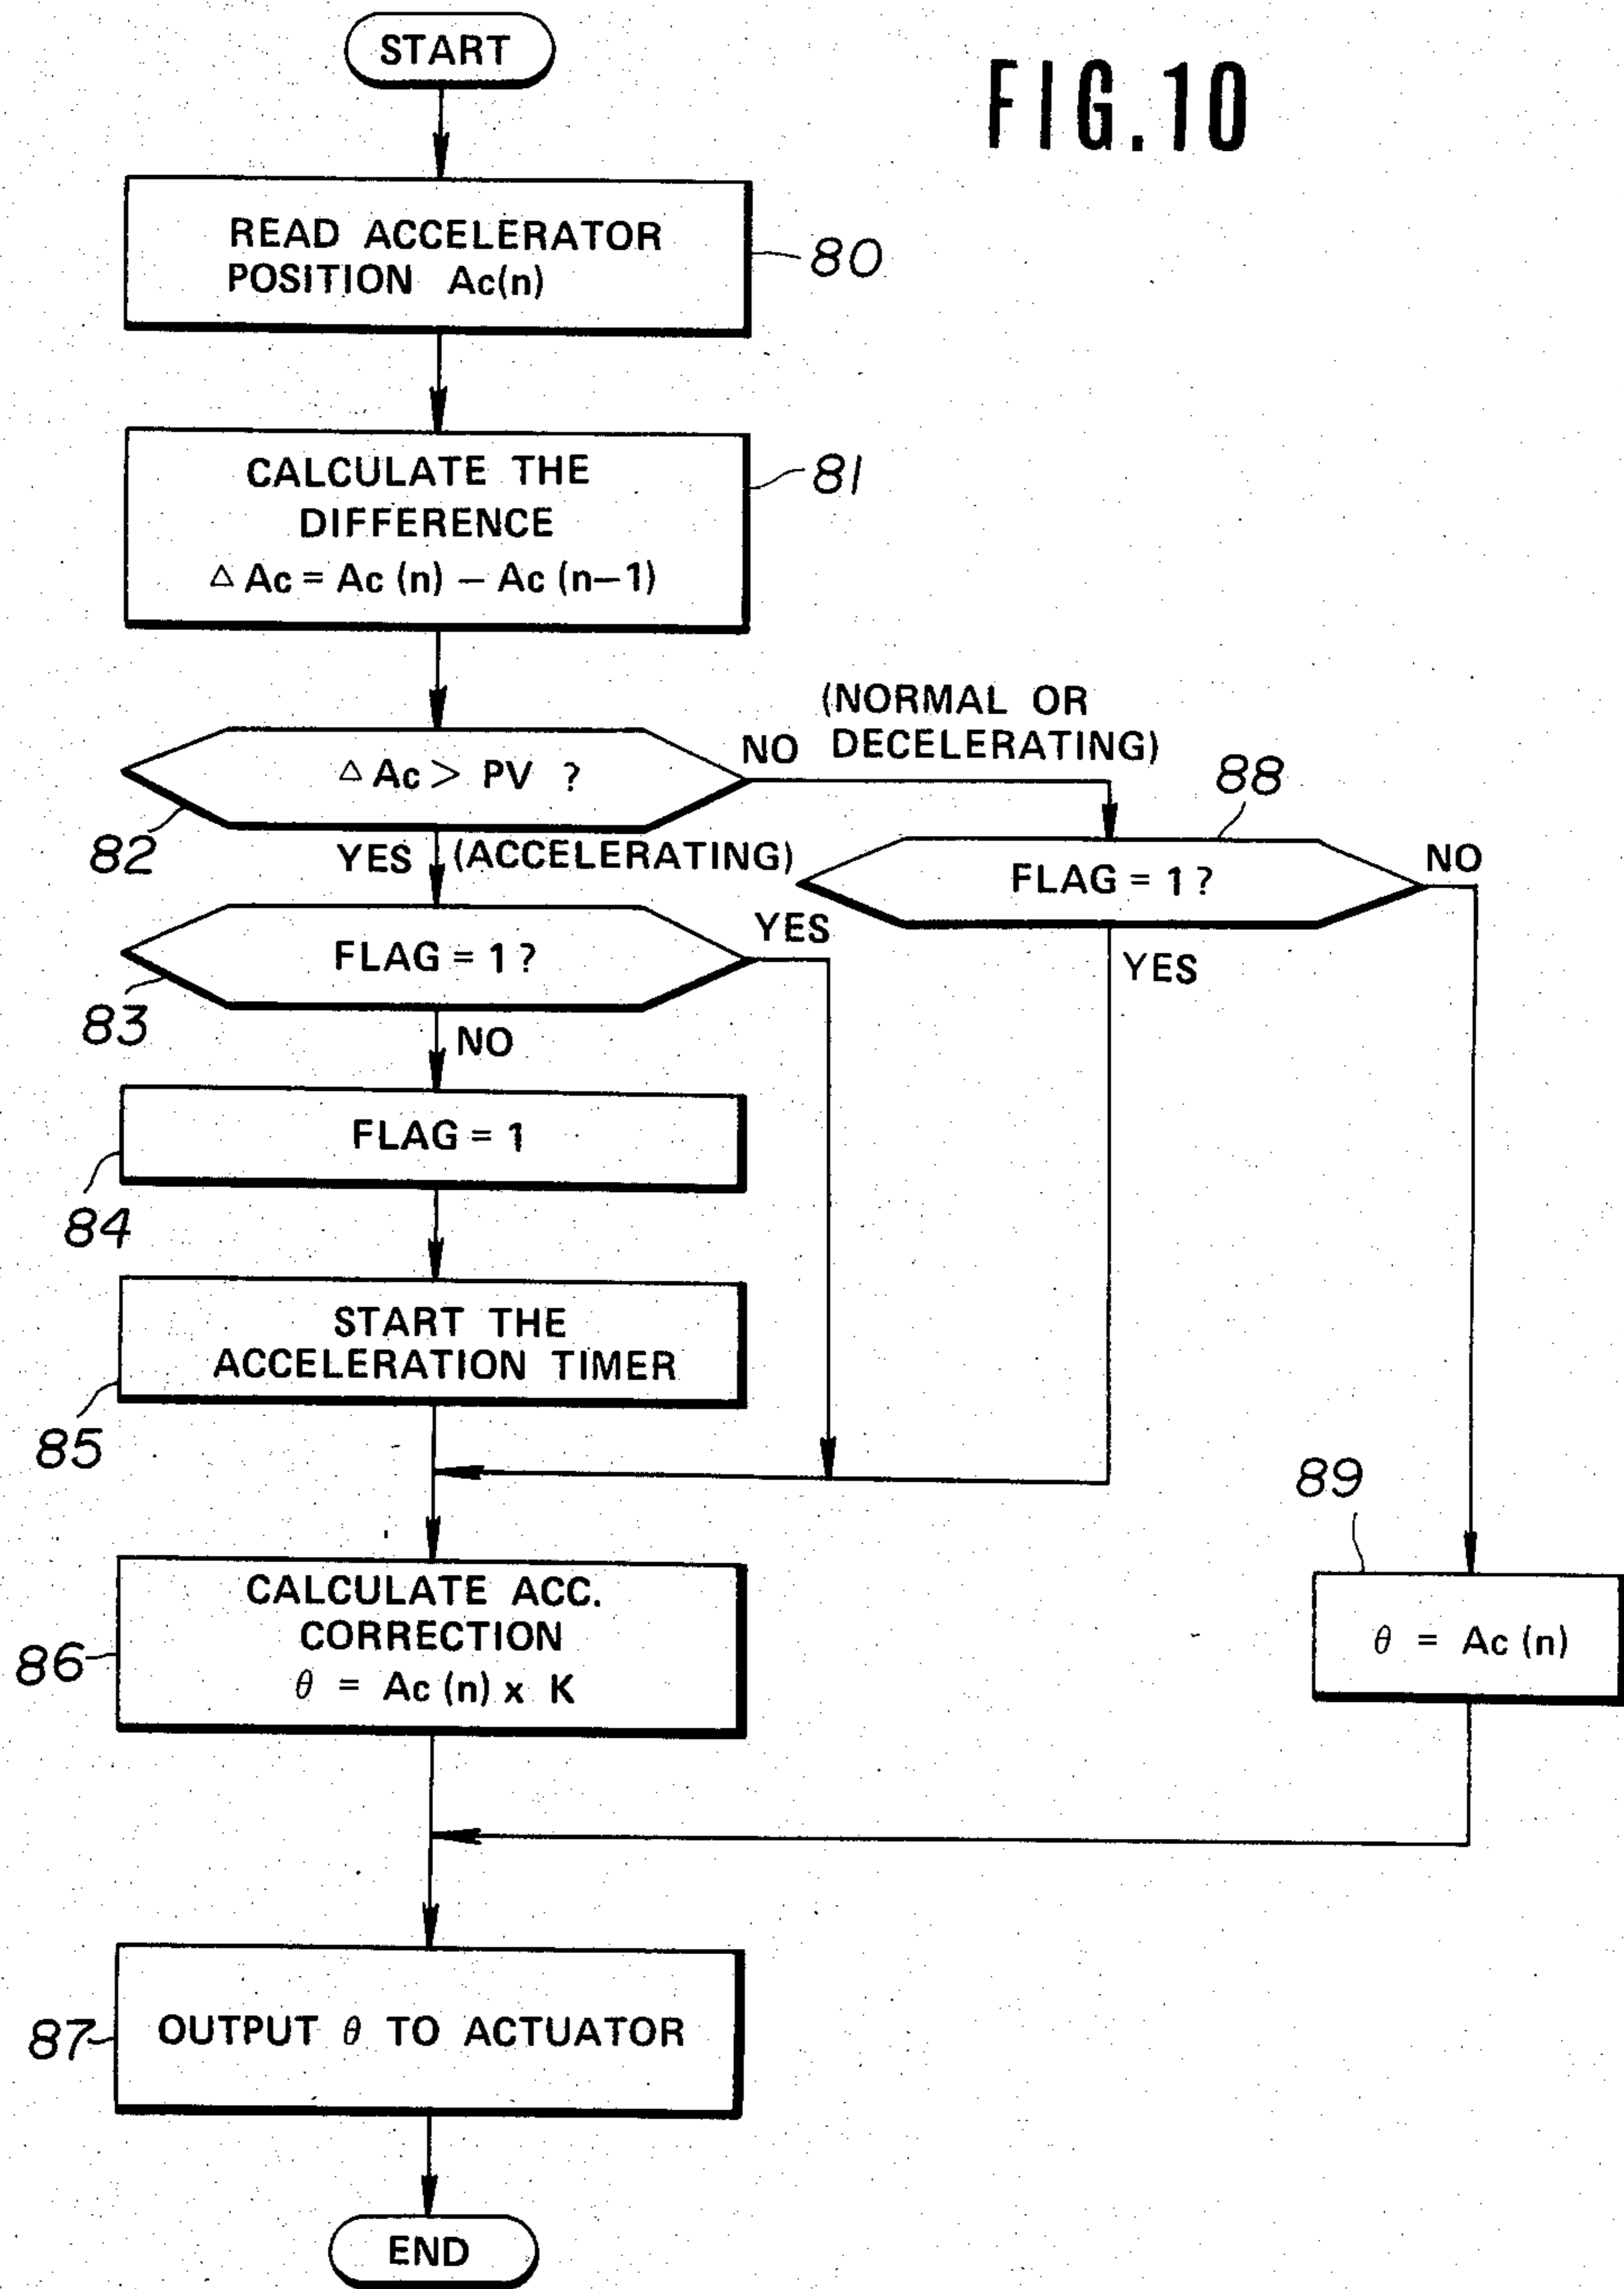 START
FIG.10
READ ACCELERATOR
POSITION Ac(n)
80
CALCULATE THE
DIFFERENCE
△ Ac = Ac (n) – Ac (n–1)
81
△ Ac > PV ?
82
NO
(NORMAL OR
DECELERATING)
YES
(ACCELERATING)
88
FLAG = 1 ?
NO
YES
FLAG = 1 ?
83
YES
NO
FLAG = 1
84
START THE
ACCELERATION TIMER
85
CALCULATE ACC.
CORRECTION
θ = Ac (n) x K
86
89
θ = Ac (n)
OUTPUT θ TO ACTUATOR
87
END